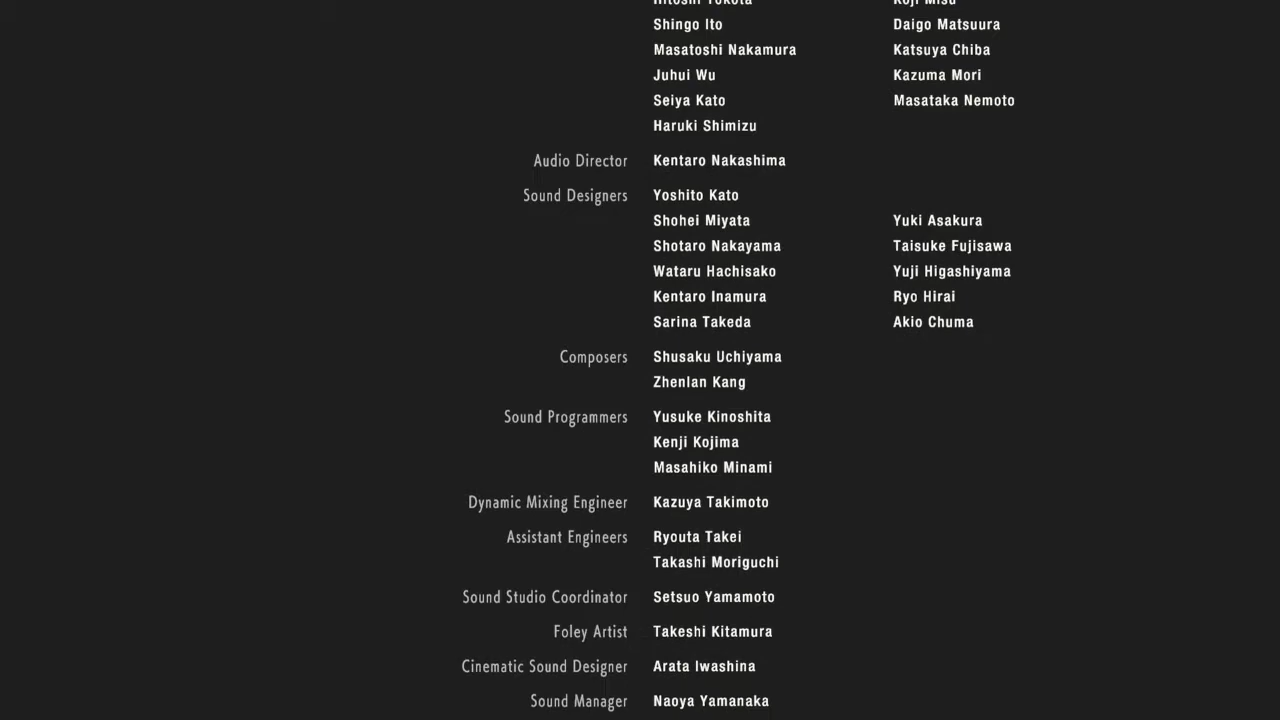 Hitoshi Yokota Koji Misu
Shingo Ito Daigo Matsuura
Masatoshi Nakamura Katsuya Chiba
Juhui Wu Kazuma Mori
Seiya Kato Masataka Nemoto
Haruki Shimizu
Audio Director Kentaro Nakashima
Sound Designers Yoshito Kato
Shohei Miyata Yuki Asakura
Shotaro Nakayama Taisuke Fujisawa
Wataru Hachisako Yuji Higashiyama
Kentaro Inamura Ryo Hirai
Sarina Takeda Akio Chuma
Composers Shusaku Uchiyama
Zhenlan Kang
Sound Programmers Yusuke Kinoshita
Kenji Kojima
Masahiko Minami
Dynamic Mixing Engineer Kazuya Takimoto
Assistant Engineers Ryouta Takei
Takashi Moriguchi
Sound Studio Coordinator Setsuo Yamamoto
Foley Artist Takeshi Kitamura
Cinematic Sound Designer Arata Iwashina
Sound Manager Naoya Yamanaka